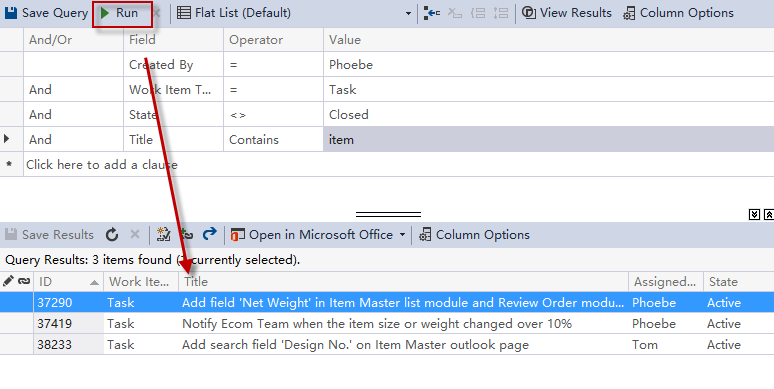 Save Query Run Flat List (Default) View Results Column Options
And/Or Field Operator Value
Created By = Phoebe
And Work Item T... = Task
And State <> Closed
And Title Contains item
* Click here to add a clause
Save Results Open in Microsoft Office Column Options
Query Results: 3 items found ( currently selected).
ID Work Ite... Title Assigned... State
37290 Task Add field 'Net Weight' in Item Master list module and Review Order modu... Phoebe Active
37419 Task Notify Ecom Team when the item size or weight changed over 10% Phoebe Active
38233 Task Add search field 'Design No.' on Item Master outlook page Tom Active